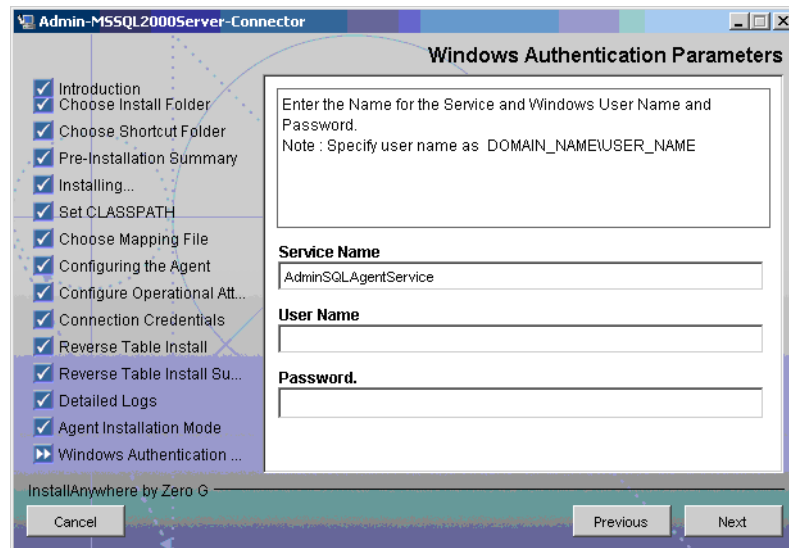 Admin-MSSQL2000Server-Connector
Windows Authentication Parameters
Introduction
Choose Install Folder
Choose Shortcut Folder
Pre-Installation Summary
Installing...
Set CLASSPATH
Choose Mapping File
Configuring the Agent
Configure Operational Att...
Connection Credentials
Reverse Table Install
Reverse Table Install Su...
Detailed Logs
Agent Installation Mode
Windows Authentication ...
Enter the Name for the Service and Windows User Name and
Password.
Note : Specify user name as DOMAIN_NAME\USER_NAME
Service Name
AdminSQLAgentService
User Name
Password.
InstallAnywhere by Zero G
Cancel
Previous
Next